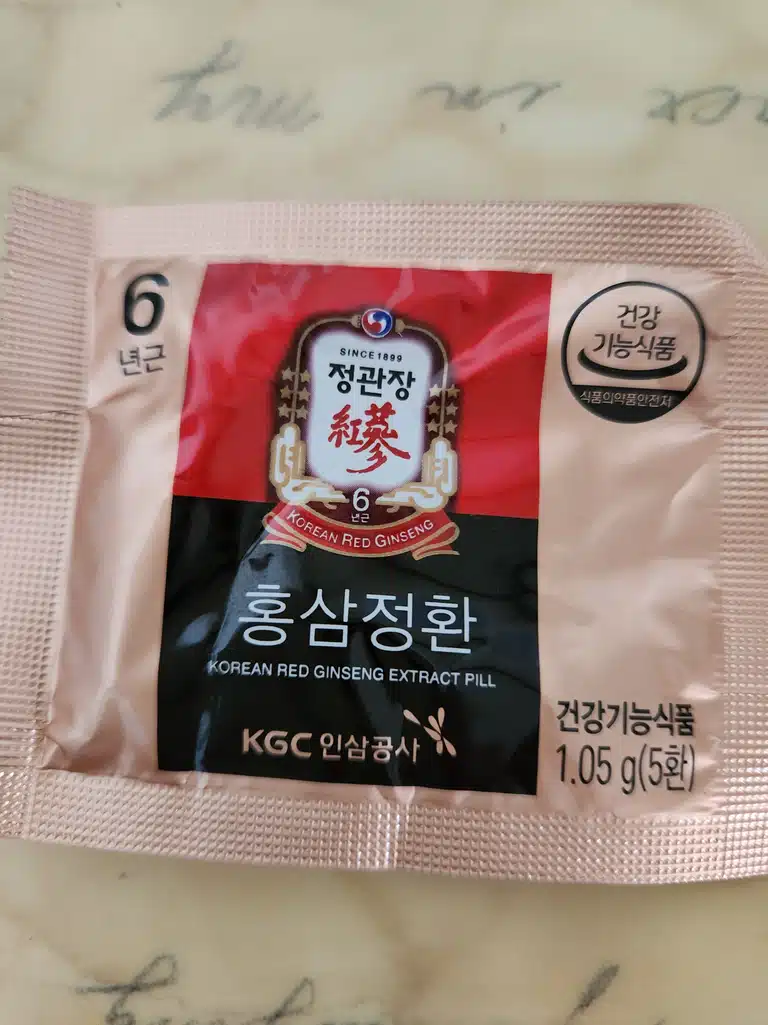 my in
6
년근
SINCE 1899
정관장
紅蔘
6
년근
KOREAN RED GINSENG
홍삼정환
KOREAN RED GINSENG EXTRACT PILL
KGC 인삼공사
건강
기능식품
식품의약품안전처
건강기능식품
1.05 g(5환)